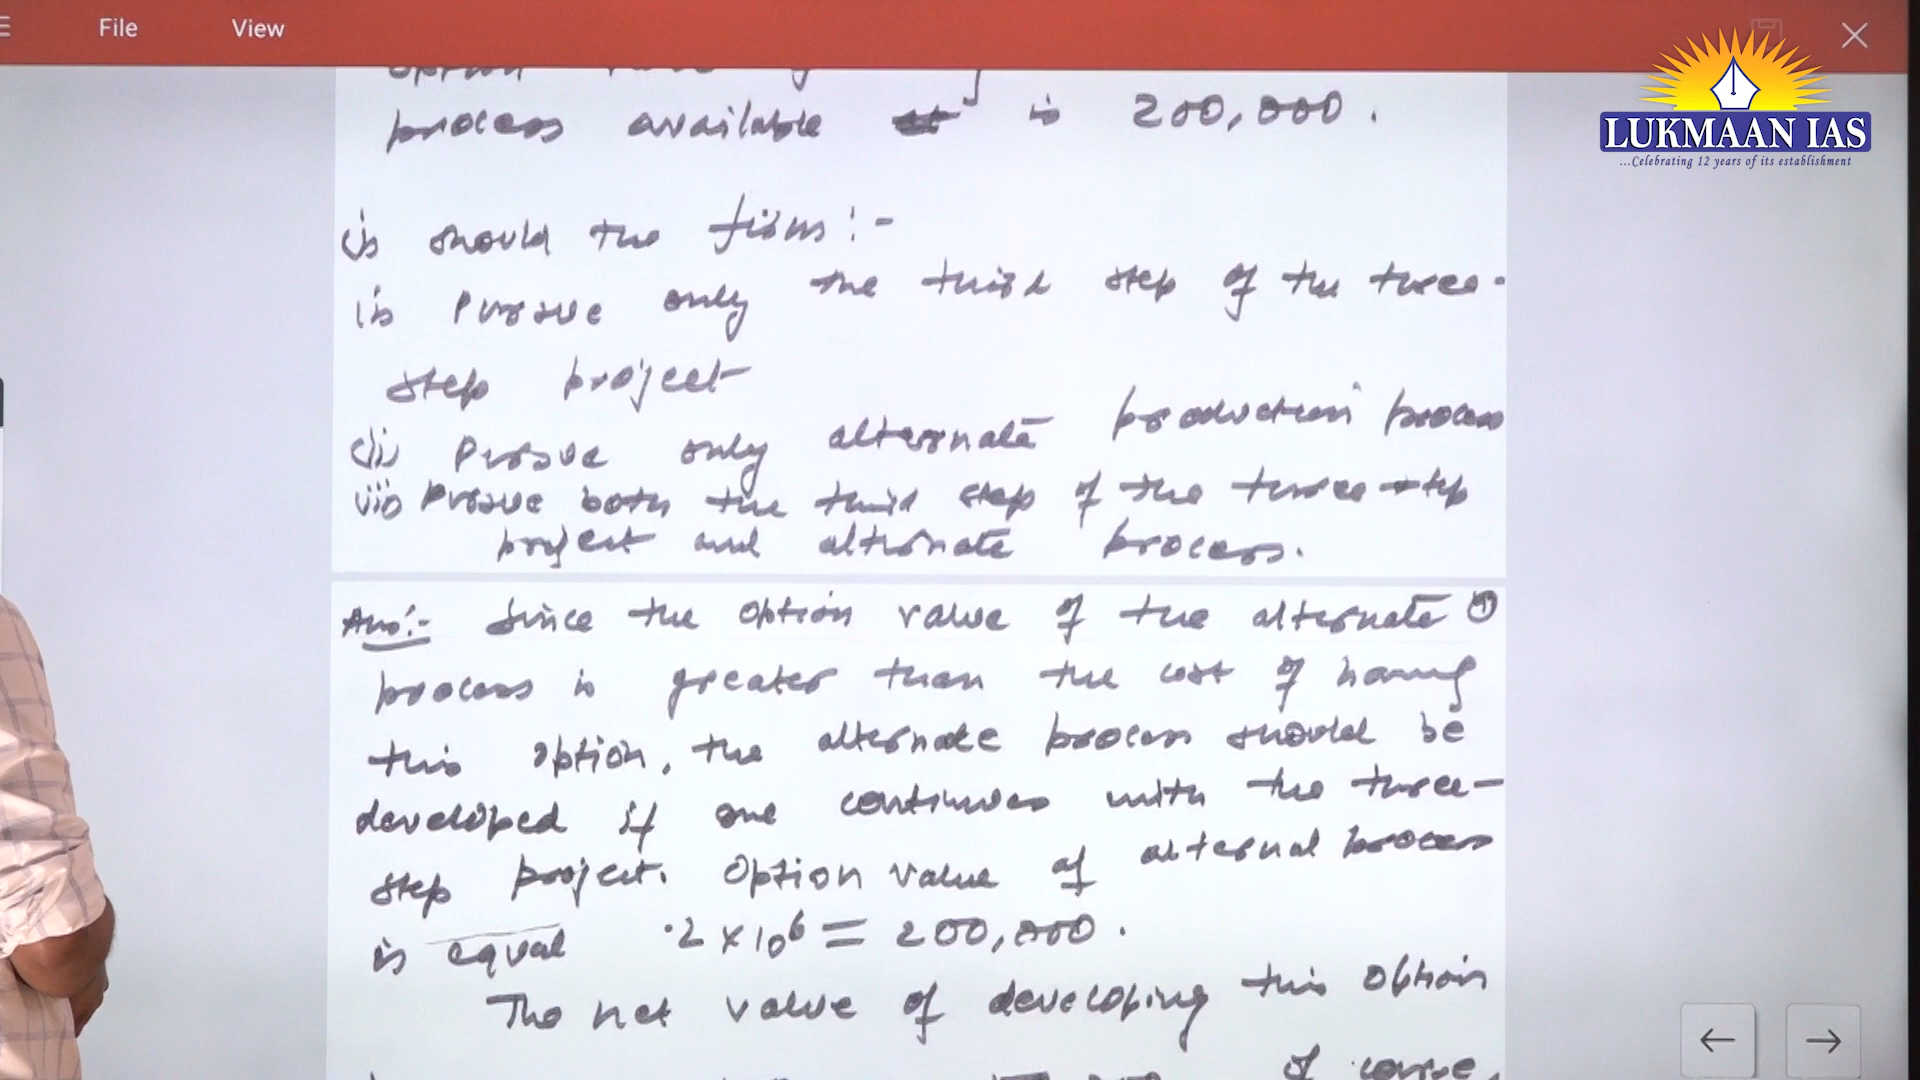 File View
LUKMAAN IAS
...Celebrating 12 years of its establishment
option
process available is 200,000.
(i) should the firm :-
(i) Pursue only the third step of the three-
step project
(ii) Pursue only alternate production process
(iii) Pursue both the third step of the three step
project and alternate process.
Ans:- Since the option value of the alternate
process is greater than the cost of having
this option, the alternate process should be
developed if one continues with the three-
step project. Option value of alternal process
is equal .2 x 10⁶ = 200,000.
The net value of developing this option
of course,